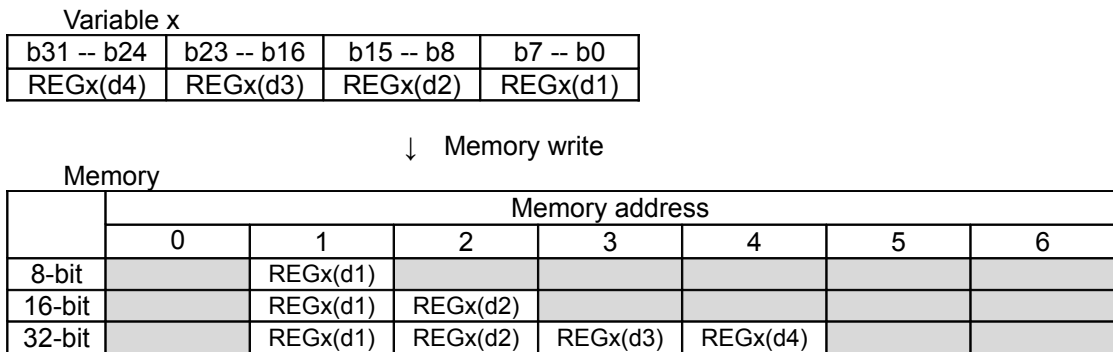 Variable x
b31 -- b24 b23 -- b16 b15 -- b8 b7 -- b0
REGx(d4) REGx(d3) REGx(d2) REGx(d1)
↓ Memory write
Memory
Memory address
0 1 2 3 4 5 6
8-bit REGx(d1)
16-bit REGx(d1) REGx(d2)
32-bit REGx(d1) REGx(d2) REGx(d3) REGx(d4)